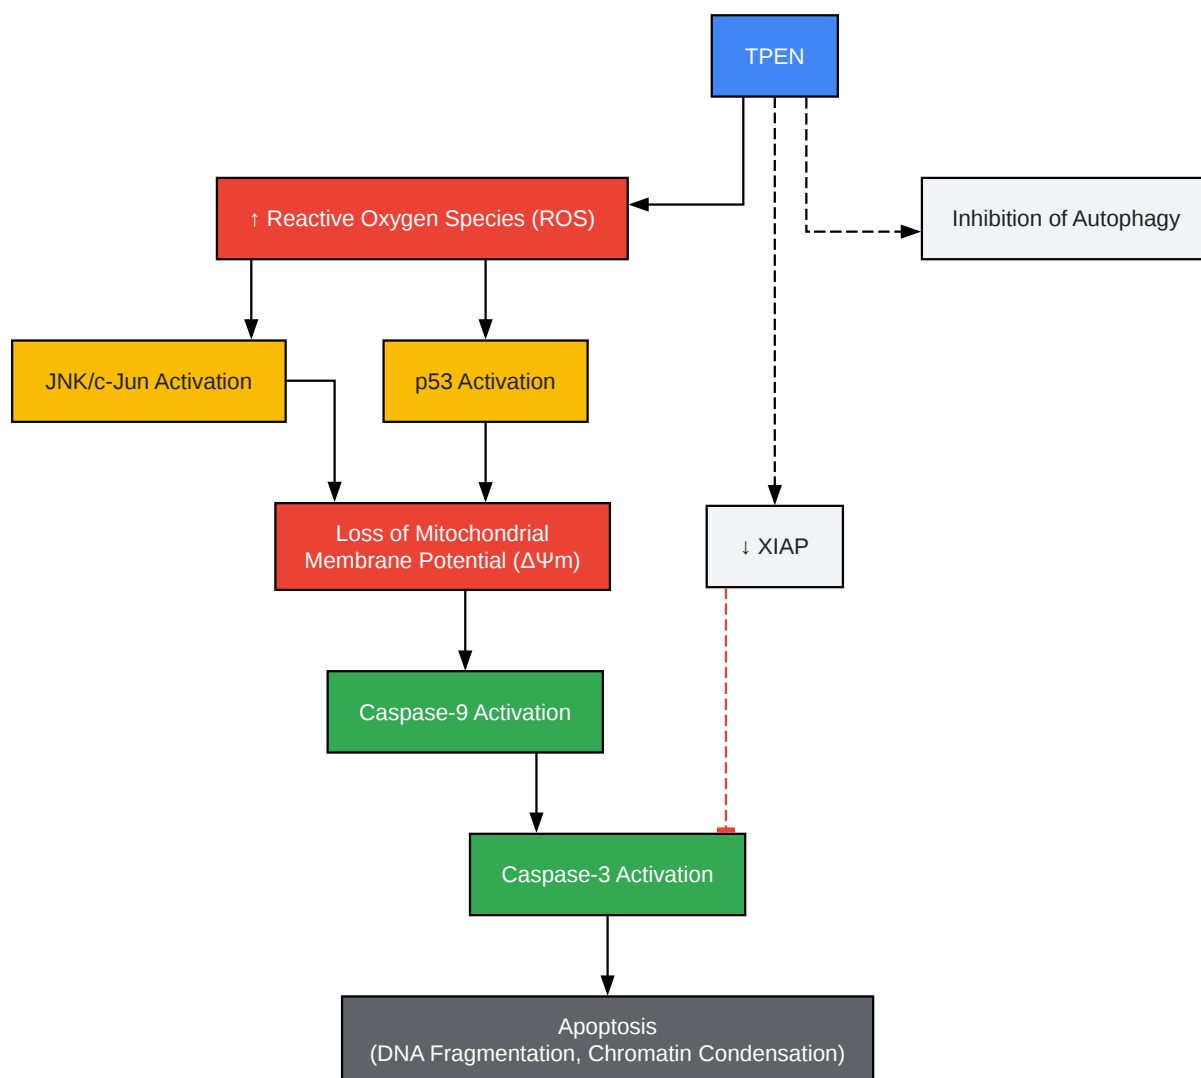 TPEN
↑ Reactive Oxygen Species (ROS)
Inhibition of Autophagy
JNK/c-Jun Activation
p53 Activation
Loss of Mitochondrial
Membrane Potential (ΔΨm)
↓ XIAP
Caspase-9 Activation
Caspase-3 Activation
Apoptosis
(DNA Fragmentation, Chromatin Condensation)